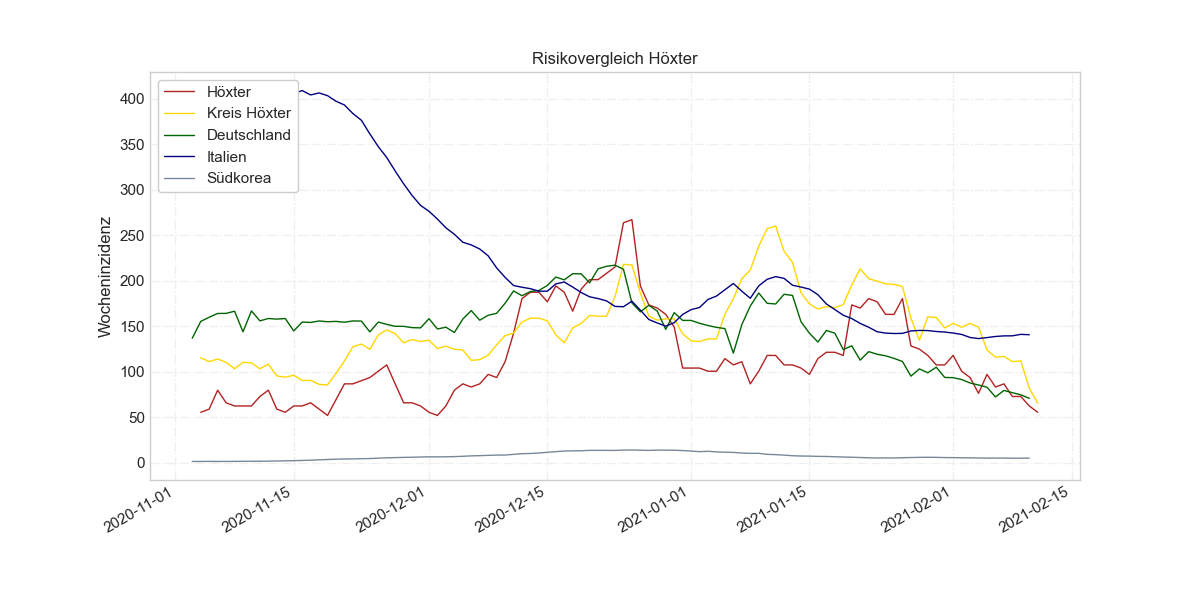 Risikovergleich Höxter
Höxter
Kreis Höxter
Deutschland
Italien
Südkorea
Wocheninzidenz
400
350
300
250
200
150
100
50
0
2020-11-01
2020-11-15
2020-12-01
2020-12-15
2021-01-01
2021-01-15
2021-02-01
2021-02-15